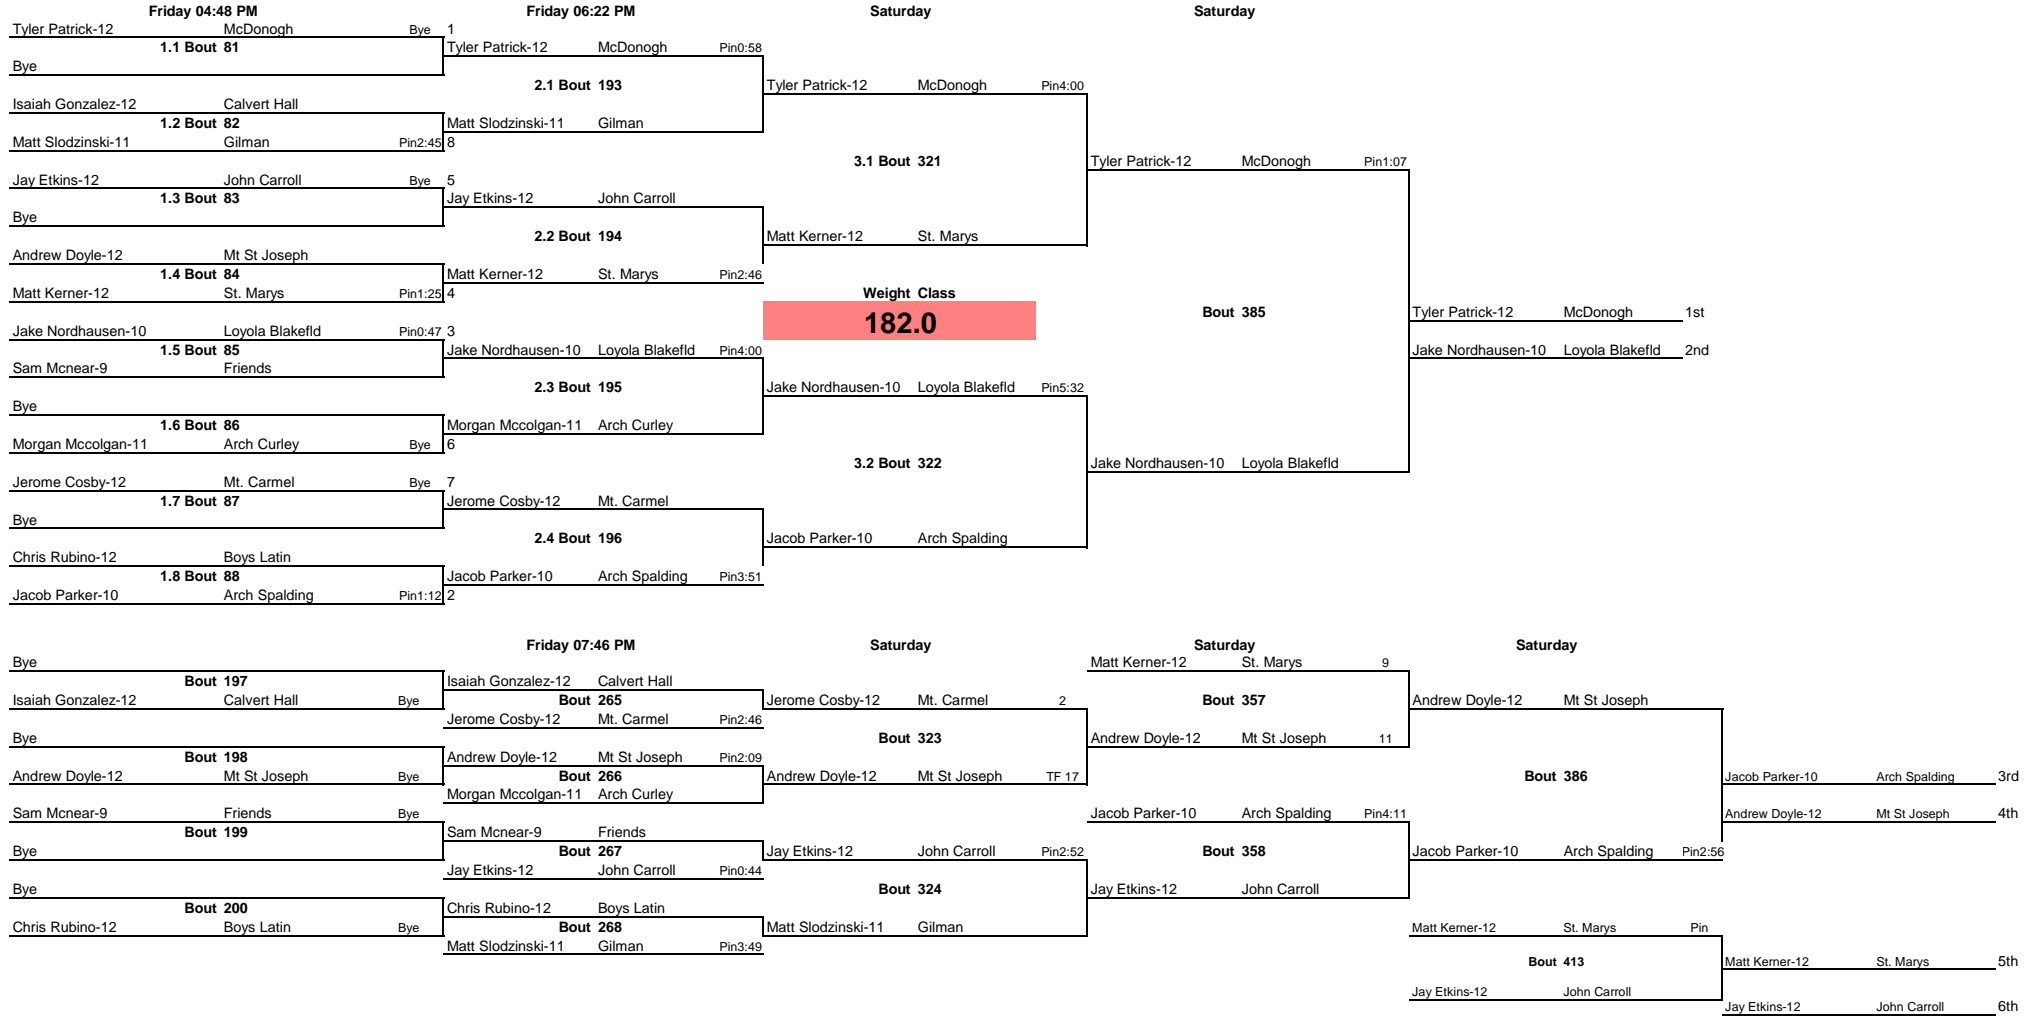 Friday 04:48 PM Friday 06:22 PM Saturday Saturday
Tyler Patrick-12 McDonogh Bye 1
1.1 Bout 81 Tyler Patrick-12 McDonogh Pin0:58
Bye
2.1 Bout 193 Tyler Patrick-12 McDonogh Pin4:00
Isaiah Gonzalez-12 Calvert Hall
1.2 Bout 82 Matt Slodzinski-11 Gilman
Matt Slodzinski-11 Gilman Pin2:45 8
3.1 Bout 321 Tyler Patrick-12 McDonogh Pin1:07
Jay Etkins-12 John Carroll Bye 5
1.3 Bout 83 Jay Etkins-12 John Carroll
Bye
2.2 Bout 194 Matt Kerner-12 St. Marys
Andrew Doyle-12 Mt St Joseph
1.4 Bout 84 Matt Kerner-12 St. Marys Pin2:46
Matt Kerner-12 St. Marys Pin1:25 4 Weight Class
Bout 385 Tyler Patrick-12 McDonogh 1st
182.0
Jake Nordhausen-10 Loyola Blakefld Pin0:47 3
1.5 Bout 85 Jake Nordhausen-10 Loyola Blakefld Pin4:00 Jake Nordhausen-10 Loyola Blakefld 2nd
Sam Mcnear-9 Friends
2.3 Bout 195 Jake Nordhausen-10 Loyola Blakefld Pin5:32
Bye
1.6 Bout 86 Morgan Mccolgan-11 Arch Curley
Morgan Mccolgan-11 Arch Curley Bye 6
3.2 Bout 322 Jake Nordhausen-10 Loyola Blakefld
Jerome Cosby-12 Mt. Carmel Bye 7
1.7 Bout 87 Jerome Cosby-12 Mt. Carmel
Bye
2.4 Bout 196 Jacob Parker-10 Arch Spalding
Chris Rubino-12 Boys Latin
1.8 Bout 88 Jacob Parker-10 Arch Spalding Pin3:51
Jacob Parker-10 Arch Spalding Pin1:12 2
Friday 07:46 PM Saturday Saturday Saturday
Bye Matt Kerner-12 St. Marys 9
Bout 197 Isaiah Gonzalez-12 Calvert Hall
Isaiah Gonzalez-12 Calvert Hall Bye Bout 265 Jerome Cosby-12 Mt. Carmel 2 Bout 357 Andrew Doyle-12 Mt St Joseph
Jerome Cosby-12 Mt. Carmel Pin2:46
Bye Bout 323 Andrew Doyle-12 Mt St Joseph 11
Bout 198 Andrew Doyle-12 Mt St Joseph Pin2:09
Andrew Doyle-12 Mt St Joseph Bye Bout 266 Andrew Doyle-12 Mt St Joseph TF 17 Bout 386 Jacob Parker-10 Arch Spalding 3rd
Morgan Mccolgan-11 Arch Curley
Sam Mcnear-9 Friends Bye Jacob Parker-10 Arch Spalding Pin4:11 Andrew Doyle-12 Mt St Joseph 4th
Bout 199 Sam Mcnear-9 Friends
Bye Bout 267 Jay Etkins-12 John Carroll Pin2:52 Bout 358 Jacob Parker-10 Arch Spalding Pin2:56
Jay Etkins-12 John Carroll Pin0:44
Bye Bout 324 Jay Etkins-12 John Carroll
Bout 200 Chris Rubino-12 Boys Latin
Chris Rubino-12 Boys Latin Bye Bout 268 Matt Slodzinski-11 Gilman Matt Kerner-12 St. Marys Pin
Matt Slodzinski-11 Gilman Pin3:49
Bout 413 Matt Kerner-12 St. Marys 5th
Jay Etkins-12 John Carroll
Jay Etkins-12 John Carroll 6th